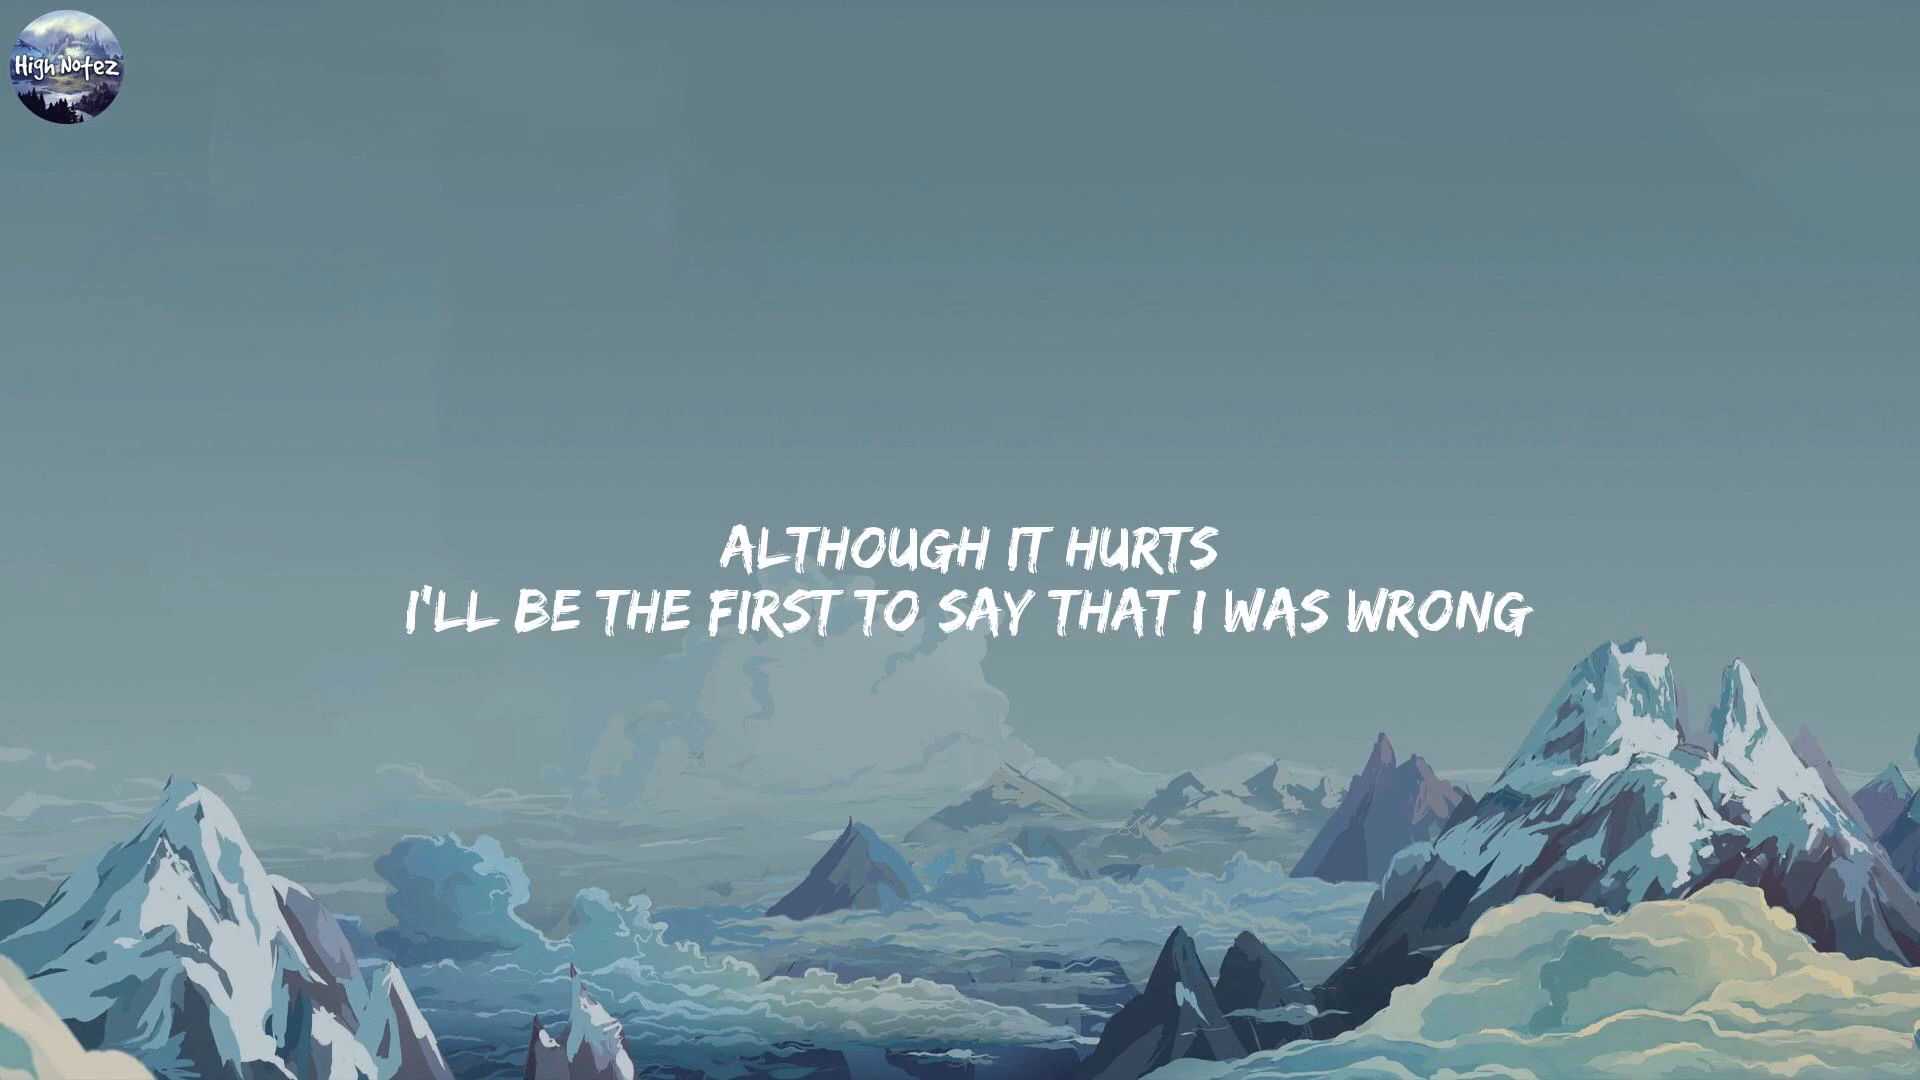 High Notez
ALTHOUGH IT HURTS
I'LL BE THE FIRST TO SAY THAT I WAS WRONG